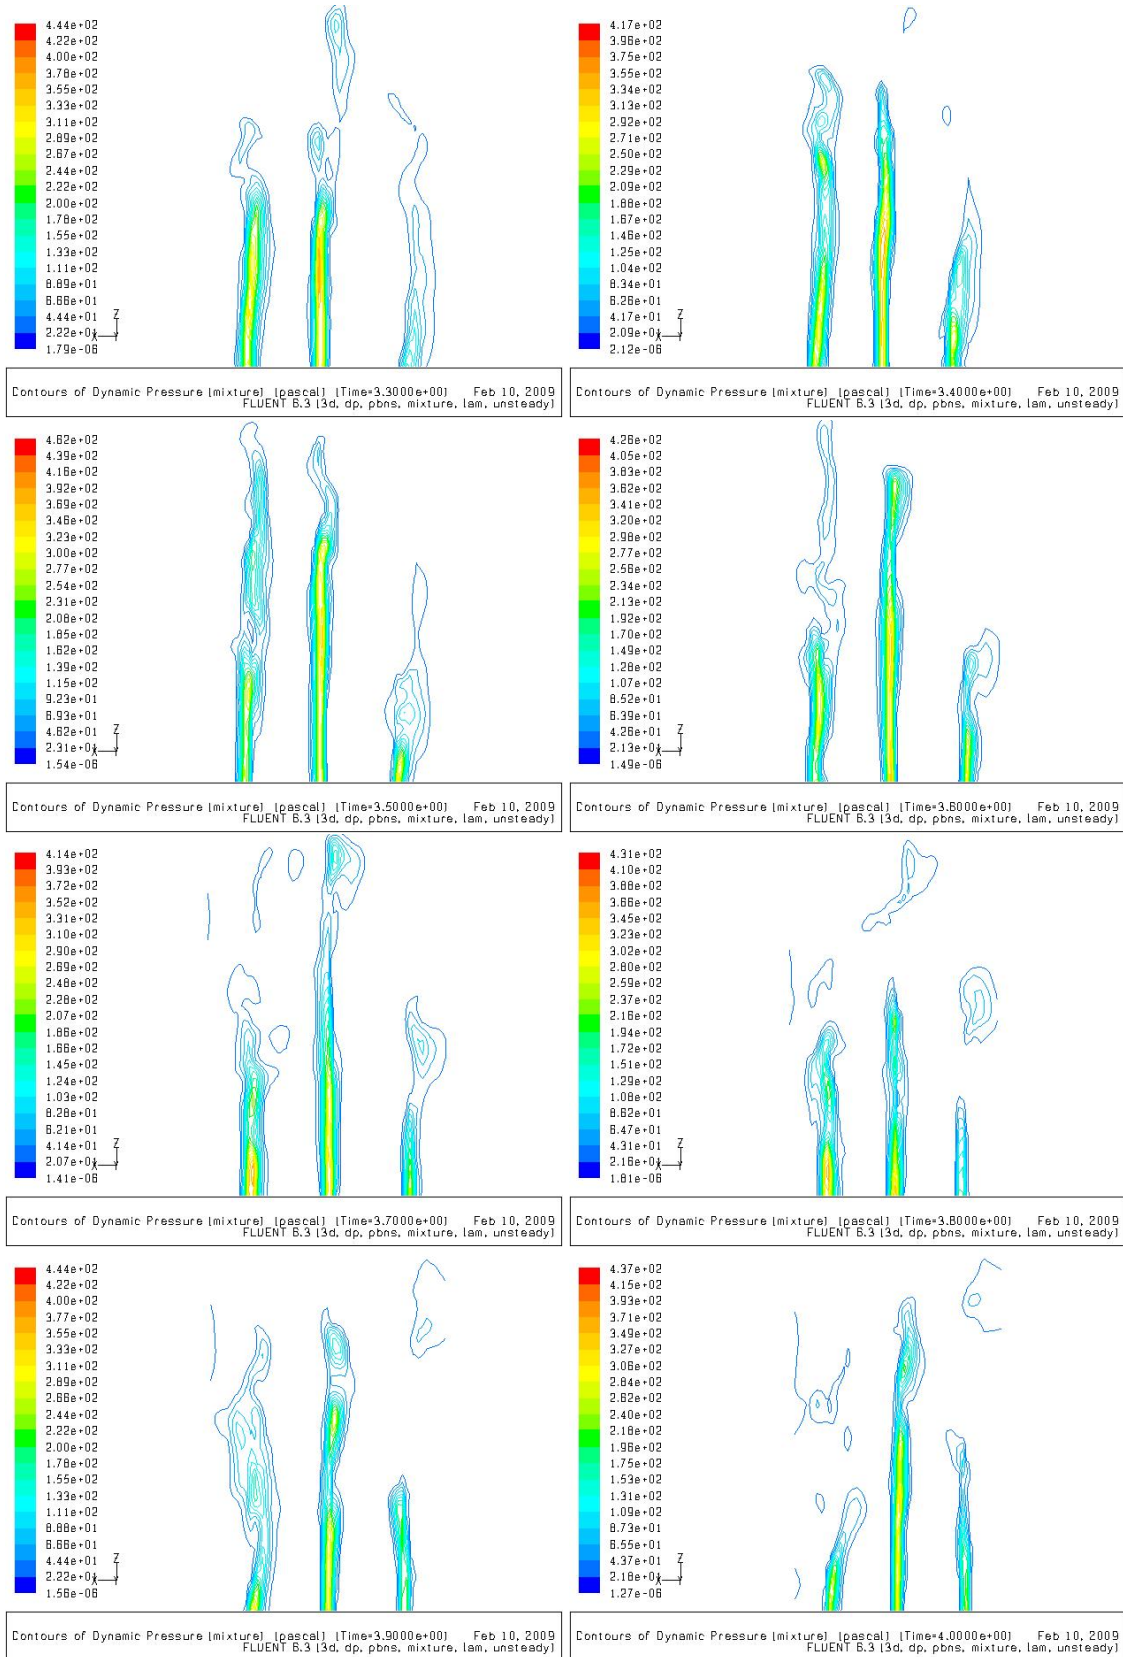 4.44e+02
4.22e+02
4.00e+02
3.78e+02
3.55e+02
3.33e+02
3.11e+02
2.89e+02
2.67e+02
2.44e+02
2.22e+02
2.00e+02
1.78e+02
1.55e+02
1.33e+02
1.11e+02
8.89e+01
6.66e+01
4.44e+01
2.22e+01
1.79e-06
Z
X Y
Contours of Dynamic Pressure (mixture) (pascal) (Time=3.3000e+00) Feb 10, 2009
FLUENT 6.3 (3d, dp, pbns, mixture, lam, unsteady)
4.17e+02
3.96e+02
3.75e+02
3.55e+02
3.34e+02
3.13e+02
2.92e+02
2.71e+02
2.50e+02
2.29e+02
2.09e+02
1.88e+02
1.67e+02
1.46e+02
1.25e+02
1.04e+02
8.34e+01
6.26e+01
4.17e+01
2.09e+01
2.12e-06
Z
X Y
Contours of Dynamic Pressure (mixture) (pascal) (Time=3.4000e+00) Feb 10, 2009
FLUENT 6.3 (3d, dp, pbns, mixture, lam, unsteady)
4.62e+02
4.39e+02
4.16e+02
3.92e+02
3.69e+02
3.46e+02
3.23e+02
3.00e+02
2.77e+02
2.54e+02
2.31e+02
2.08e+02
1.85e+02
1.62e+02
1.39e+02
1.15e+02
9.23e+01
6.93e+01
4.62e+01
2.31e+01
1.54e-06
Z
X Y
Contours of Dynamic Pressure (mixture) (pascal) (Time=3.5000e+00) Feb 10, 2009
FLUENT 6.3 (3d, dp, pbns, mixture, lam, unsteady)
4.26e+02
4.05e+02
3.83e+02
3.62e+02
3.41e+02
3.20e+02
2.98e+02
2.77e+02
2.56e+02
2.34e+02
2.13e+02
1.92e+02
1.70e+02
1.49e+02
1.28e+02
1.07e+02
8.52e+01
6.39e+01
4.26e+01
2.13e+01
1.49e-06
Z
X Y
Contours of Dynamic Pressure (mixture) (pascal) (Time=3.6000e+00) Feb 10, 2009
FLUENT 6.3 (3d, dp, pbns, mixture, lam, unsteady)
4.14e+02
3.93e+02
3.72e+02
3.52e+02
3.31e+02
3.10e+02
2.90e+02
2.69e+02
2.48e+02
2.28e+02
2.07e+02
1.86e+02
1.66e+02
1.45e+02
1.24e+02
1.03e+02
8.28e+01
6.21e+01
4.14e+01
2.07e+01
1.41e-06
Z
X Y
Contours of Dynamic Pressure (mixture) (pascal) (Time=3.7000e+00) Feb 10, 2009
FLUENT 6.3 (3d, dp, pbns, mixture, lam, unsteady)
4.31e+02
4.10e+02
3.88e+02
3.66e+02
3.45e+02
3.23e+02
3.02e+02
2.80e+02
2.59e+02
2.37e+02
2.16e+02
1.94e+02
1.72e+02
1.51e+02
1.29e+02
1.08e+02
8.62e+01
6.47e+01
4.31e+01
2.16e+01
Z
X Y
Contours of Dynamic Pressure (mixture) (pascal) (Time=3.8000e+00) Feb 10, 2009
FLUENT 6.3 (3d, dp, pbns, mixture, lam, unsteady)
4.44e+02
4.22e+02
4.00e+02
3.77e+02
3.55e+02
3.33e+02
3.11e+02
2.89e+02
2.66e+02
2.44e+02
2.22e+02
2.00e+02
1.78e+02
1.55e+02
1.33e+02
1.11e+02
8.88e+01
6.66e+01
4.44e+01
2.22e+01
1.56e-06
Z
X Y
Contours of Dynamic Pressure (mixture) (pascal) (Time=3.9000e+00) Feb 10, 2009
FLUENT 6.3 (3d, dp, pbns, mixture, lam, unsteady)
4.37e+02
4.15e+02
3.93e+02
3.71e+02
3.49e+02
3.27e+02
3.06e+02
2.84e+02
2.62e+02
2.40e+02
2.18e+02
1.96e+02
1.75e+02
1.53e+02
1.31e+02
1.09e+02
8.73e+01
6.55e+01
4.37e+01
2.18e+01
1.27e-06
Z
X Y
Contours of Dynamic Pressure (mixture) (pascal) (Time=4.0000e+00) Feb 10, 2009
FLUENT 6.3 (3d, dp, pbns, mixture, lam, unsteady)